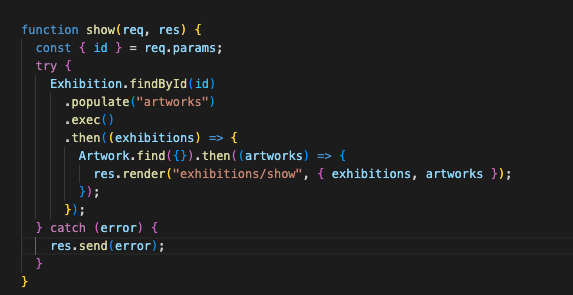 function show(req, res) {
  const { id } = req.params;
  try {
    Exhibition.findById(id)
      .populate("artworks")
      .exec()
      .then((exhibitions) => {
        Artwork.find({}).then((artworks) => {
          res.render("exhibitions/show", { exhibitions, artworks });
        });
      });
  } catch (error) {
    res.send(error);
  }
}